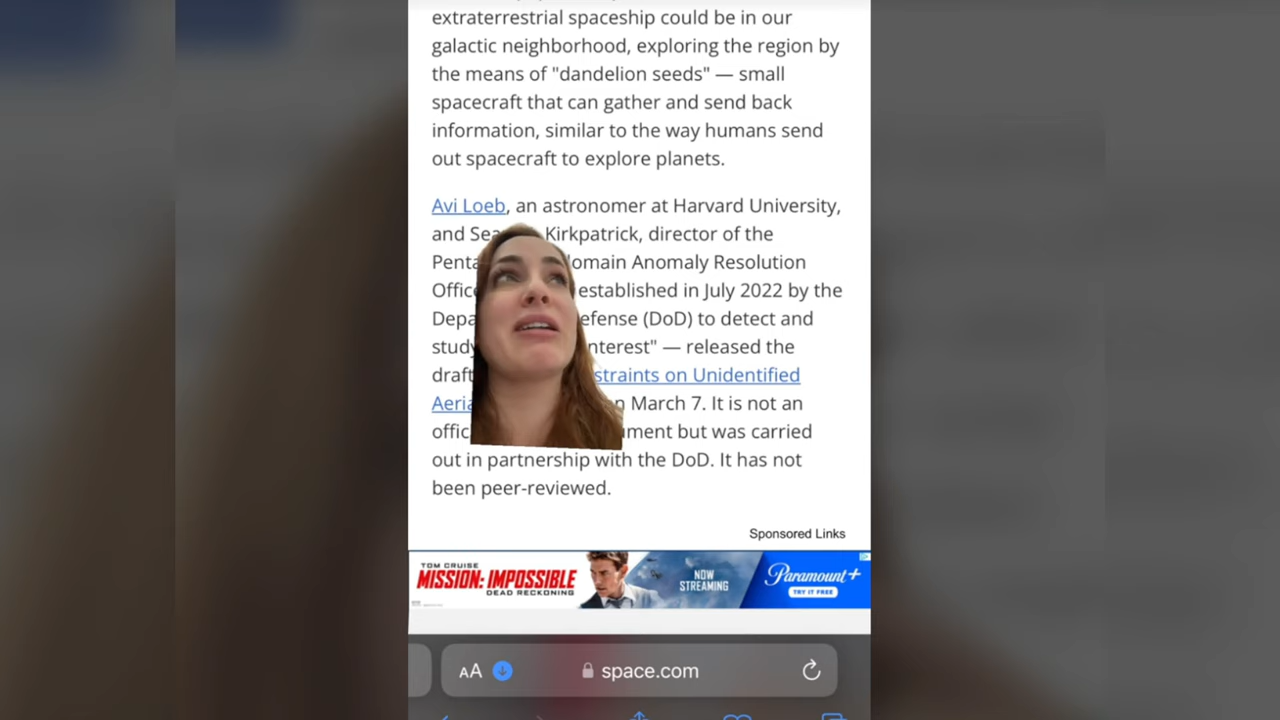 extraterrestrial spaceship could be in our
galactic neighborhood, exploring the region by
the means of "dandelion seeds" — small
spacecraft that can gather and send back
information, similar to the way humans send
out spacecraft to explore planets.
Avi Loeb, an astronomer at Harvard University,
and Sea Kirkpatrick, director of the
Penta omain Anomaly Resolution
Office established in July 2022 by the
Depa efense (DoD) to detect and
study nterest" — released the
draft straints on Unidentified
Aeria on March 7. It is not an
offic ument but was carried
out in partnership with the DoD. It has not
been peer-reviewed.
Sponsored Links
TOM CRUISE
MISSION: IMPOSSIBLE
DEAD RECKONING
NOW
STREAMING
Paramount+
TRY IT FREE
AA
space.com